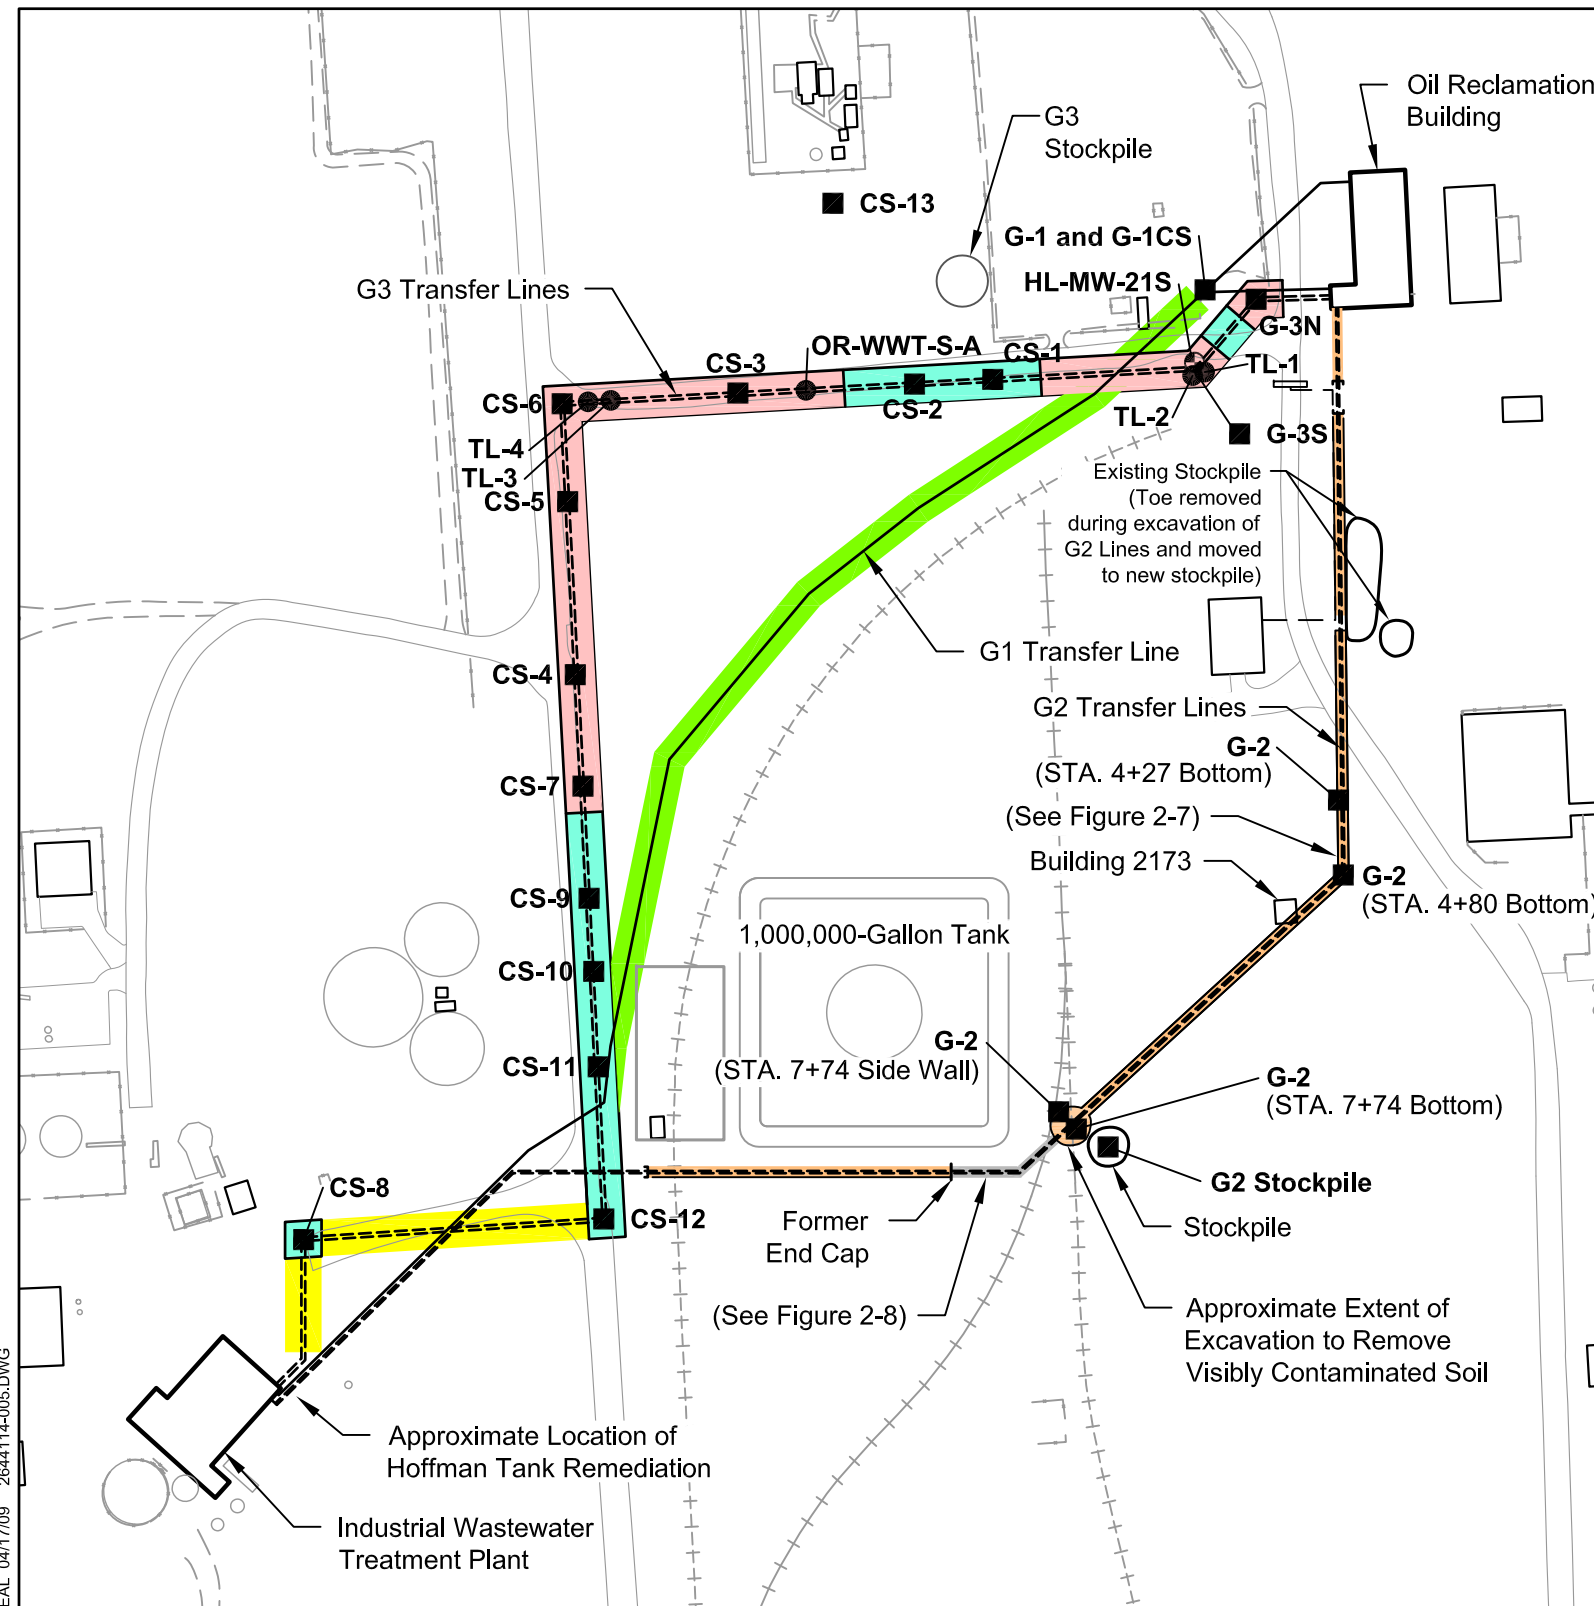 Oil Reclamation
Building
G3
Stockpile
CS-13
G-1 and G-1CS
HL-MW-21S
G3 Transfer Lines
G-3N
OR-WWT-S-A
CS-1
CS-3
TL-1
CS-6
CS-2
TL-2
G-3S
TL-4
TL-3
CS-5
Existing Stockpile
(Toe removed
during excavation of
G2 Lines and moved
to new stockpile)
G1 Transfer Line
CS-4
G2 Transfer Lines
G-2
(STA. 4+27 Bottom)
CS-7
(See Figure 2-7)
Building 2173
G-2
(STA. 4+80 Bottom)
CS-9
1,000,000-Gallon Tank
CS-10
G-2
(STA. 7+74 Side Wall)
CS-11
G-2
(STA. 7+74 Bottom)
CS-8
G2 Stockpile
CS-12
Former
End Cap
Stockpile
(See Figure 2-8)
Approximate Extent of
Excavation to Remove
Visibly Contaminated Soil
Approximate Location of
Hoffman Tank Remediation
Industrial Wastewater
Treatment Plant
EAL 04/17/09 2644114-005.DWG